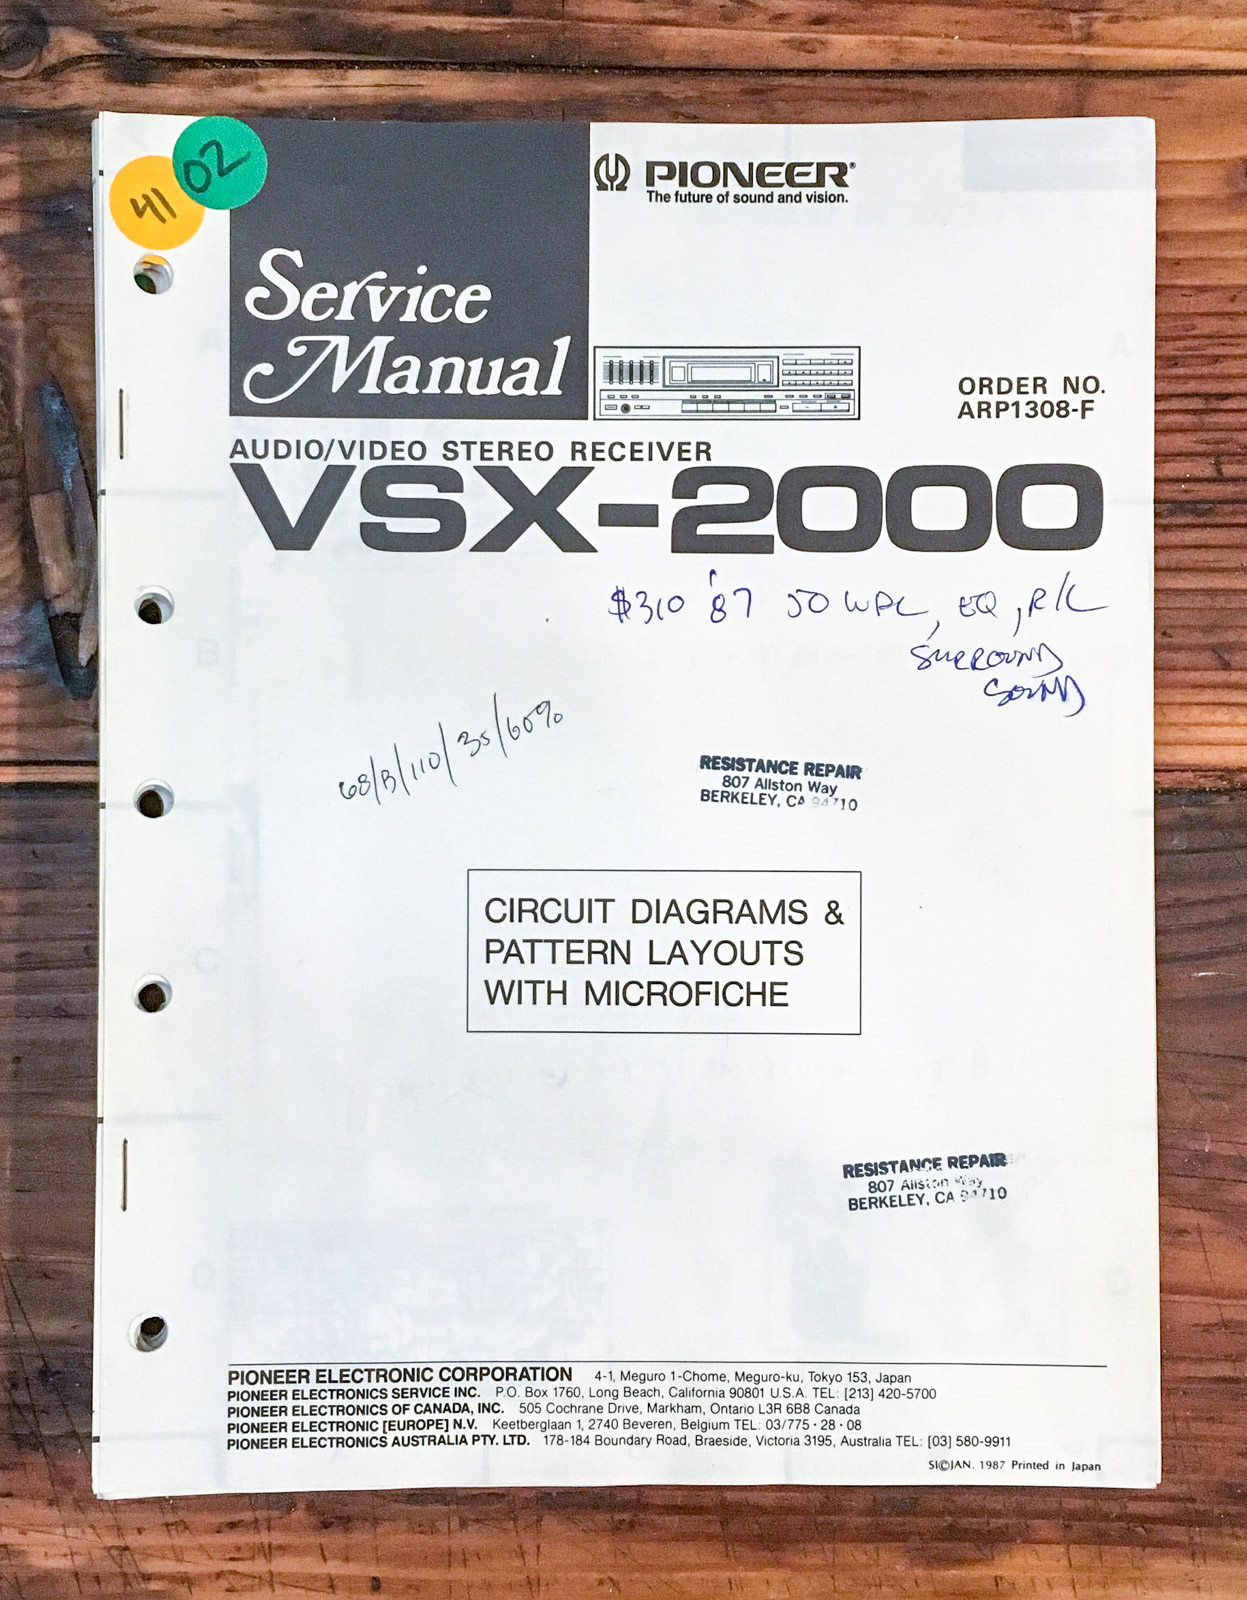 02
41
PIONEER®
The future of sound and vision.
Service
Manual
ORDER NO.
ARP1308-F
AUDIO/VIDEO STEREO RECEIVER
VSX-2000
$310 '87 50 WPC, EQ, R/C
SURROUND
SOUND
68/B/110/35/60%
RESISTANCE REPAIR
807 Allston Way
BERKELEY, CA 94710
CIRCUIT DIAGRAMS &
PATTERN LAYOUTS
WITH MICROFICHE
RESISTANCE REPAIR
807 Allston Way
BERKELEY, CA 94710
PIONEER ELECTRONIC CORPORATION 4-1, Meguro 1-Chome, Meguro-ku, Tokyo 153, Japan
PIONEER ELECTRONICS SERVICE INC. P.O. Box 1760, Long Beach, California 90801 U.S.A. TEL: [213] 420-5700
PIONEER ELECTRONICS OF CANADA, INC. 505 Cochrane Drive, Markham, Ontario L3R 6B8 Canada
PIONEER ELECTRONIC [EUROPE] N.V. Keetberglaan 1, 2740 Beveren, Belgium TEL: 03/775·28·08
PIONEER ELECTRONICS AUSTRALIA PTY. LTD. 178-184 Boundary Road, Braeside, Victoria 3195, Australia TEL: [03] 580-9911
SI©JAN. 1987 Printed in Japan